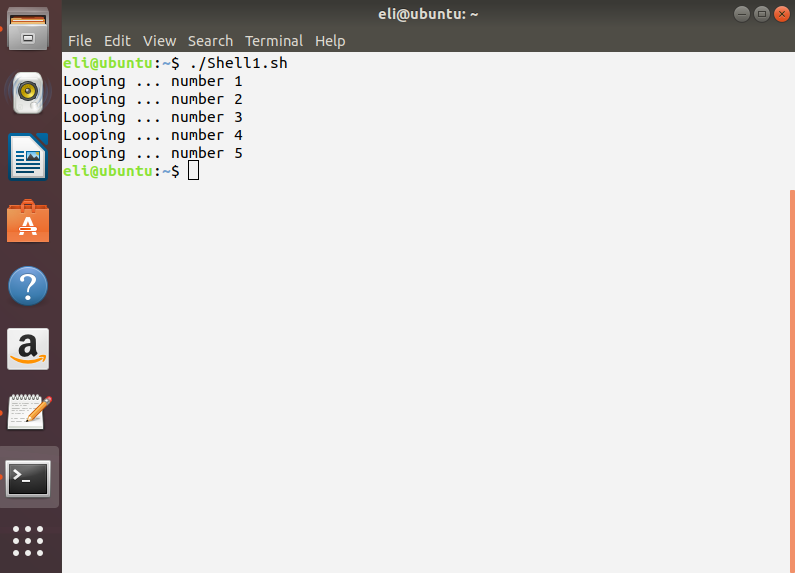 eli@ubuntu: ~
File Edit View Search Terminal Help
eli@ubuntu:~$ ./Shell1.sh
Looping ... number 1
Looping ... number 2
Looping ... number 3
Looping ... number 4
Looping ... number 5
eli@ubuntu:~$